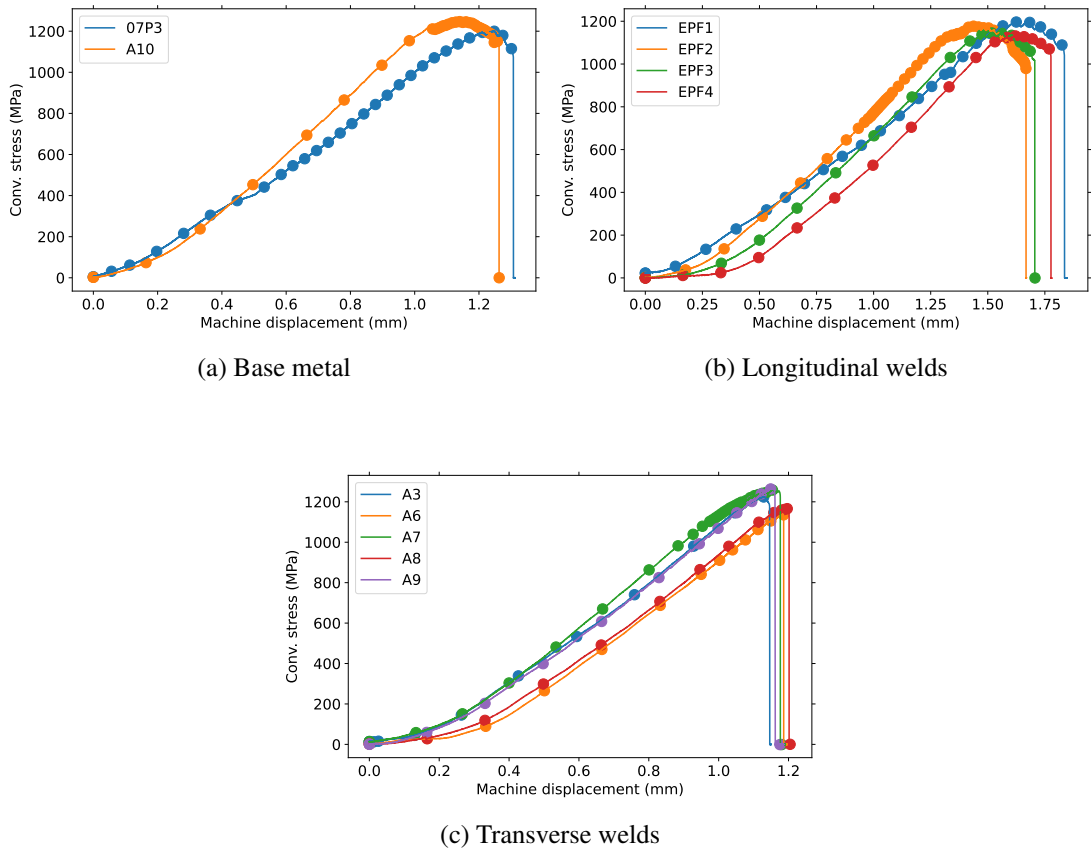 1200
1000
800
600
400
200
0
Conv. stress (MPa)
07P3
A10
0.0 0.2 0.4 0.6 0.8 1.0 1.2
Machine displacement (mm)
(a) Base metal
1200
1000
800
600
400
200
0
Conv. stress (MPa)
EPF1
EPF2
EPF3
EPF4
0.00 0.25 0.50 0.75 1.00 1.25 1.50 1.75
Machine displacement (mm)
(b) Longitudinal welds
1200
1000
800
600
400
200
0
Conv. stress (MPa)
A3
A6
A7
A8
A9
0.0 0.2 0.4 0.6 0.8 1.0 1.2
Machine displacement (mm)
(c) Transverse welds